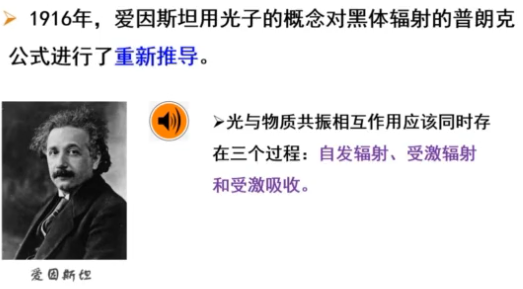 ➢ 1916年，爱因斯坦用光子的概念对黑体辐射的普朗克
公式进行了重新推导。
➢光与物质共振相互作用应该同时存
在三个过程：自发辐射、受激辐射
和受激吸收。
爱因斯坦